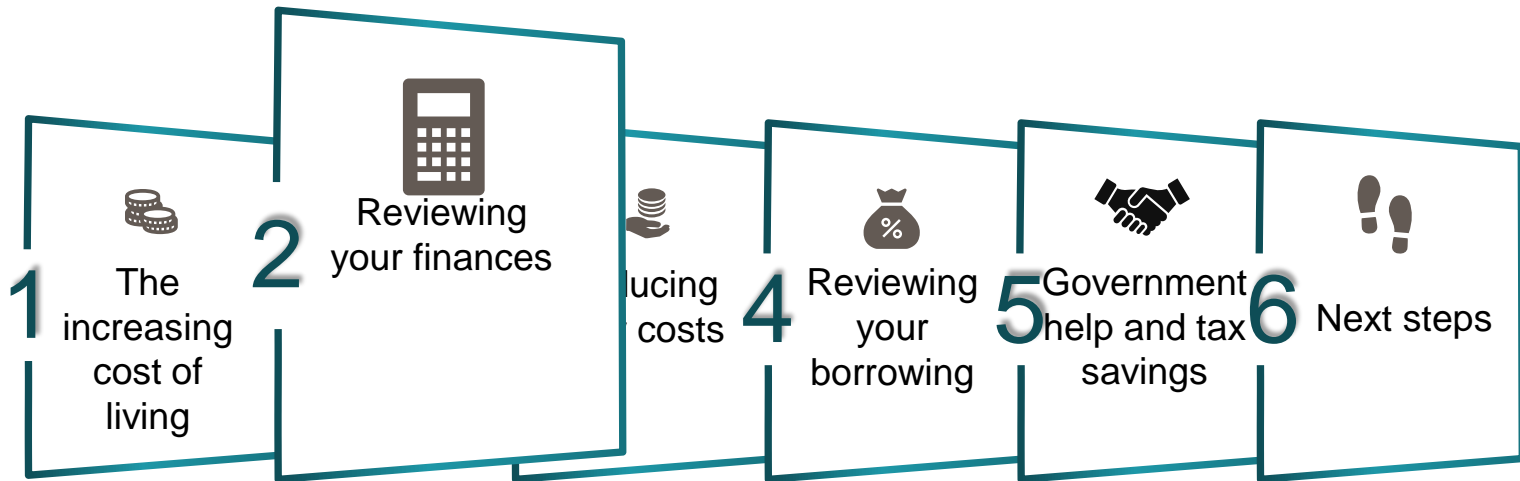 1
The
increasing
cost of
living
2
Reviewing
your finances
costs
4
Reviewing
your
borrowing
5
Government
help and tax
savings
6
Next steps
%